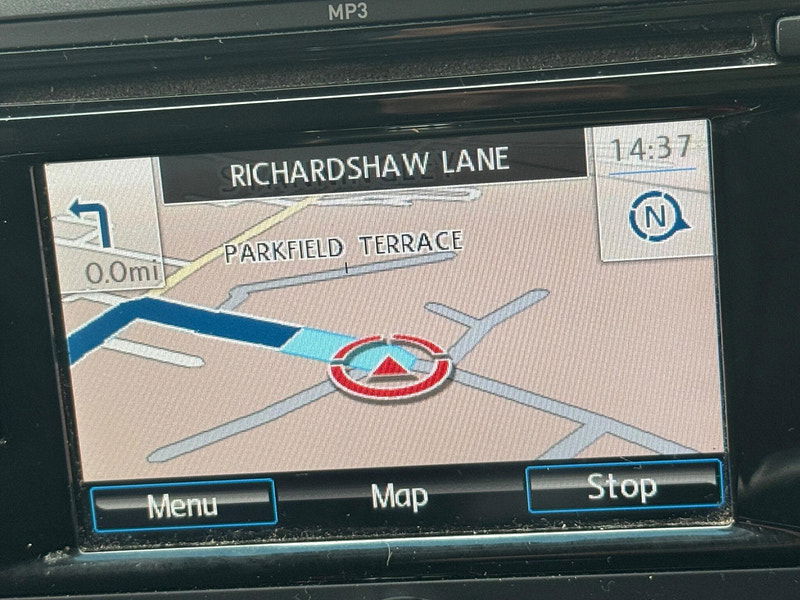 MP3
RICHARDSHAW LANE
14:37
N
PARKFIELD TERRACE
0.0mi
Menu
Map
Stop